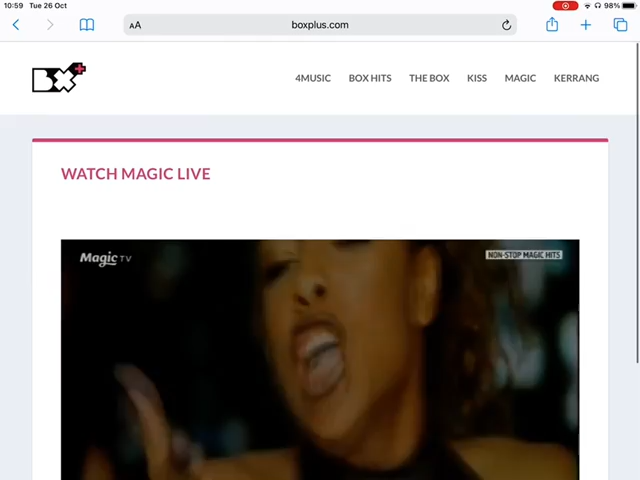 10:59 Tue 26 Oct
98%
AA
boxplus.com
BOX+
4MUSIC BOX HITS THE BOX KISS MAGIC KERRANG
WATCH MAGIC LIVE
Magic TV
NON-STOP MAGIC HITS